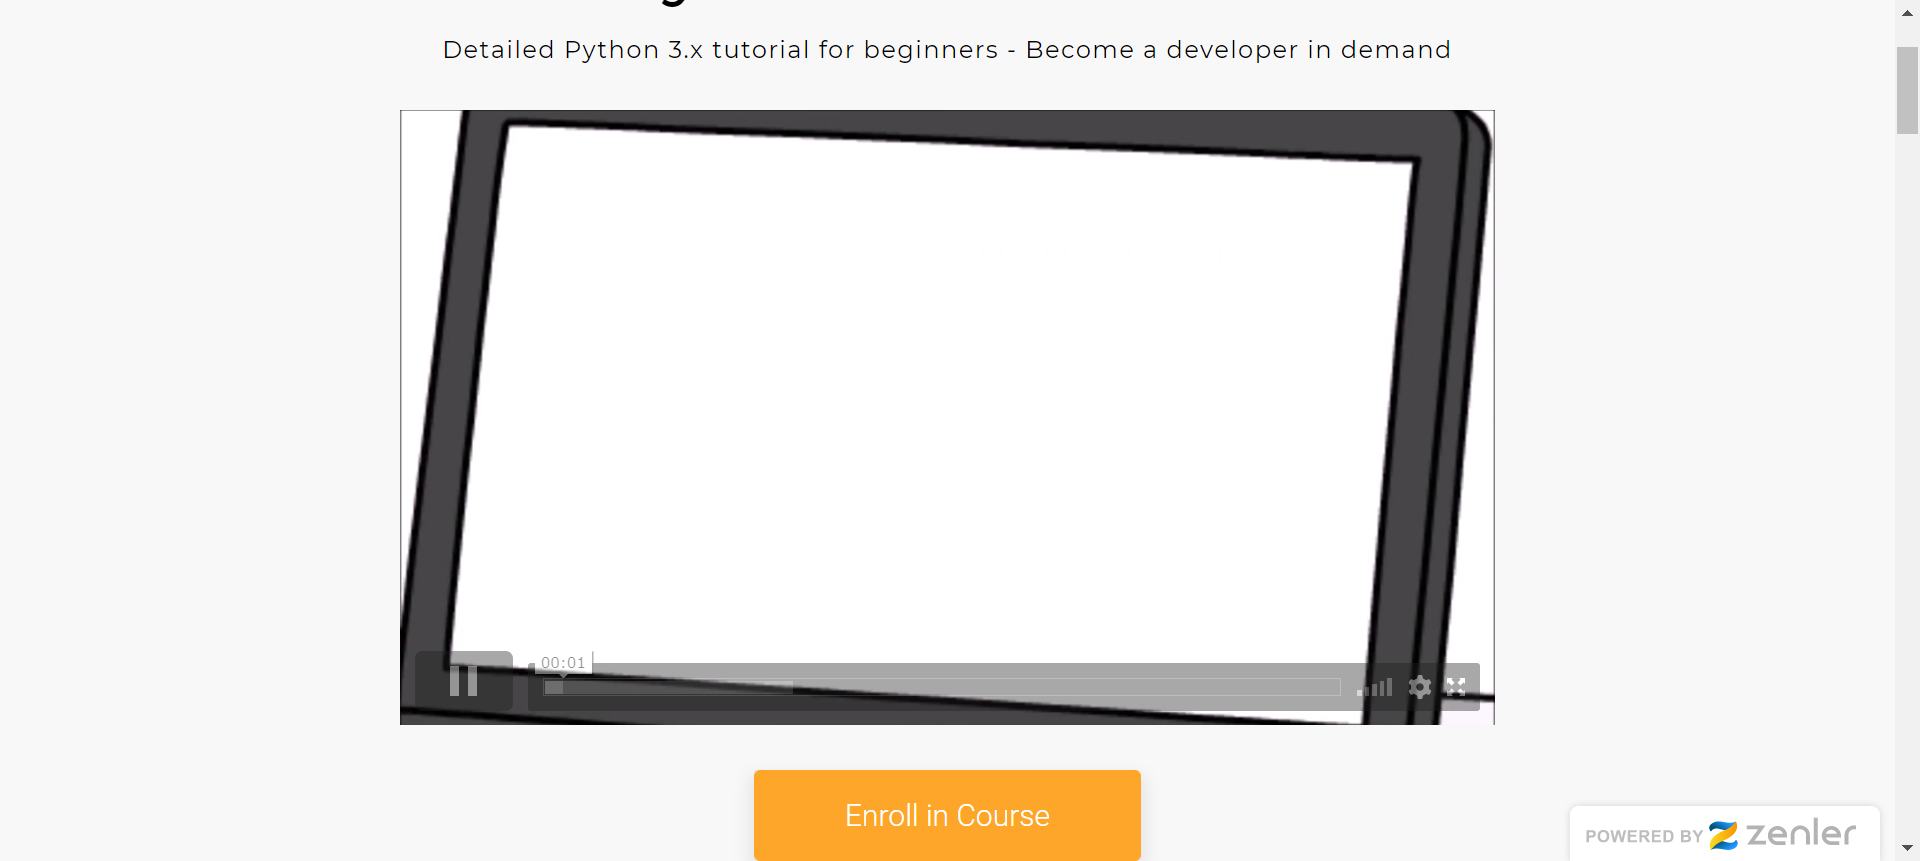 Detailed Python 3.x tutorial for beginners - Become a developer in demand
00:01
Enroll in Course
POWERED BY zenler